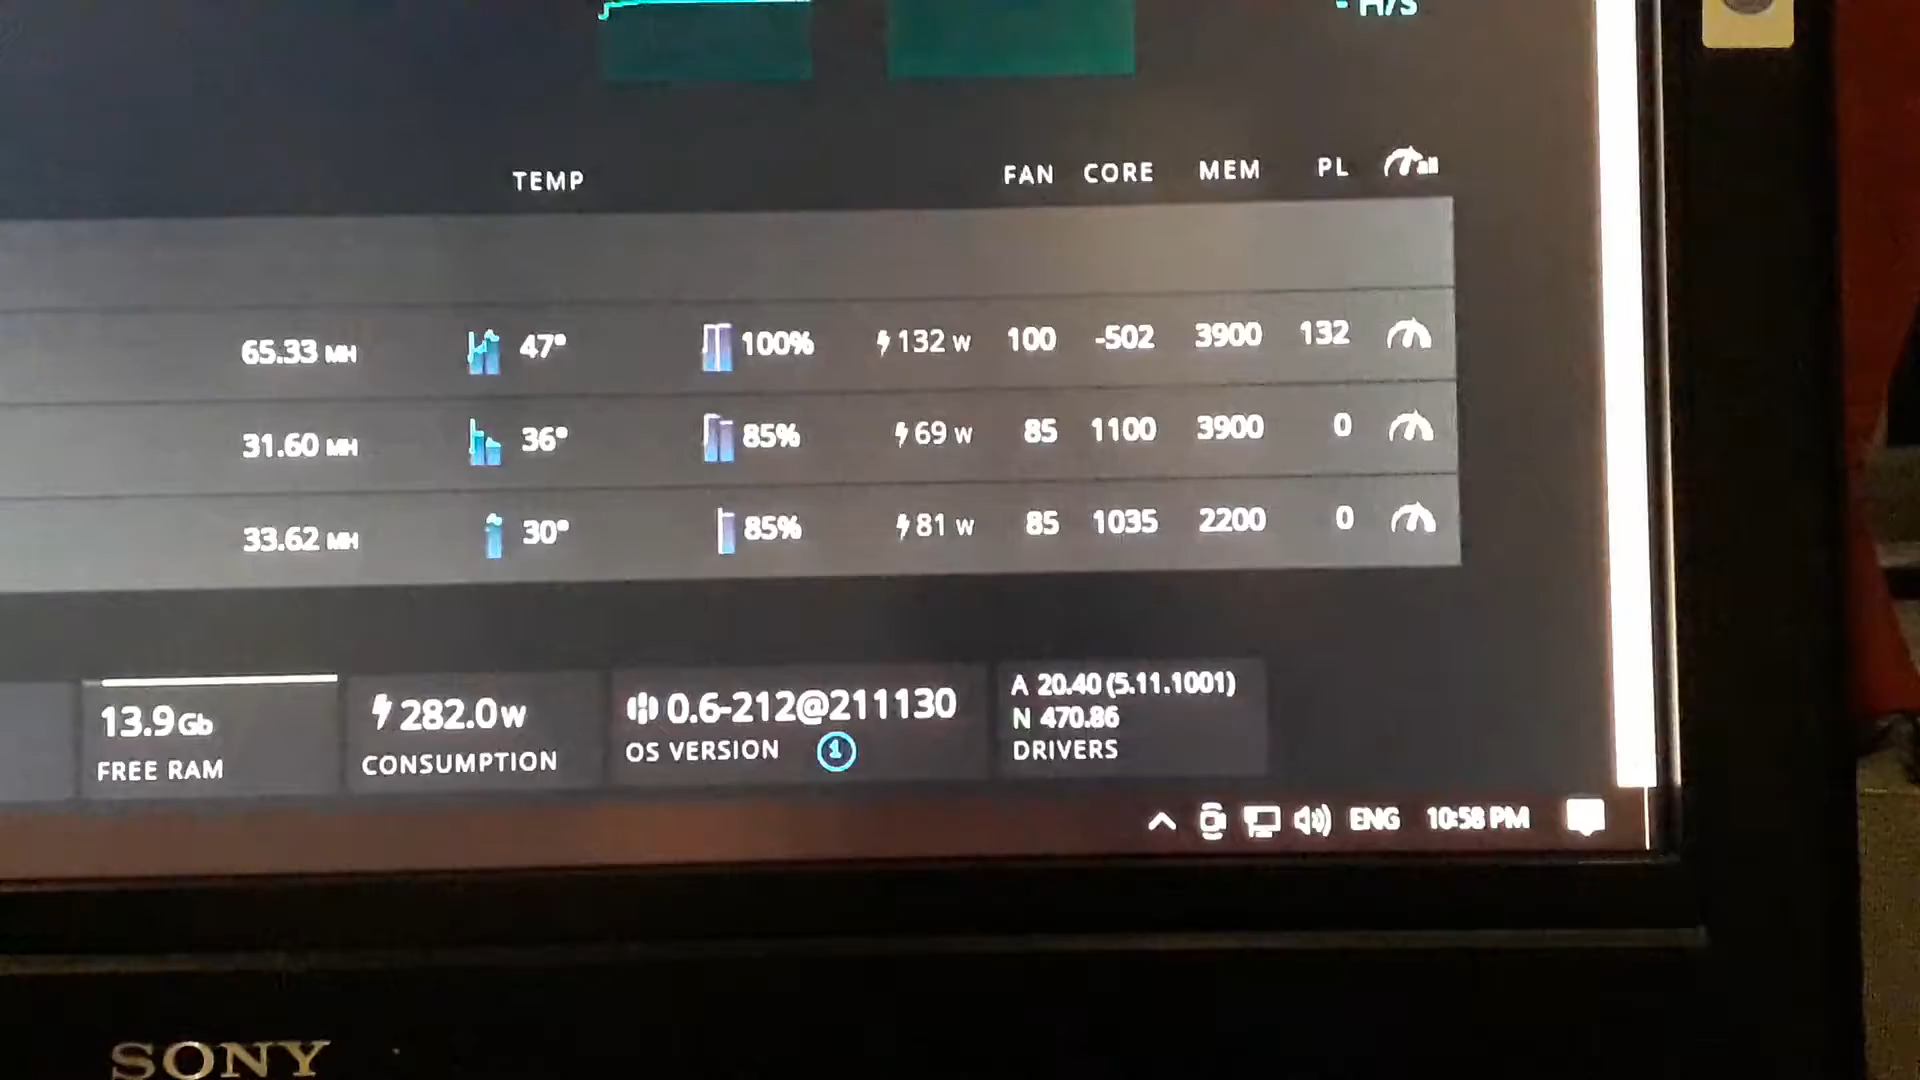 - H/s
TEMP FAN CORE MEM PL all
65.33 MH 47° 100% 132 W 100 -502 3900 132
31.60 MH 36° 85% 69 W 85 1100 3900 0
33.62 MH 30° 85% 81 W 85 1035 2200 0
13.9 Gb
FREE RAM
282.0 W
CONSUMPTION
0.6-212@211130
OS VERSION 1
A 20.40 (5.11.1001)
N 470.86
DRIVERS
ENG 10:58 PM
SONY